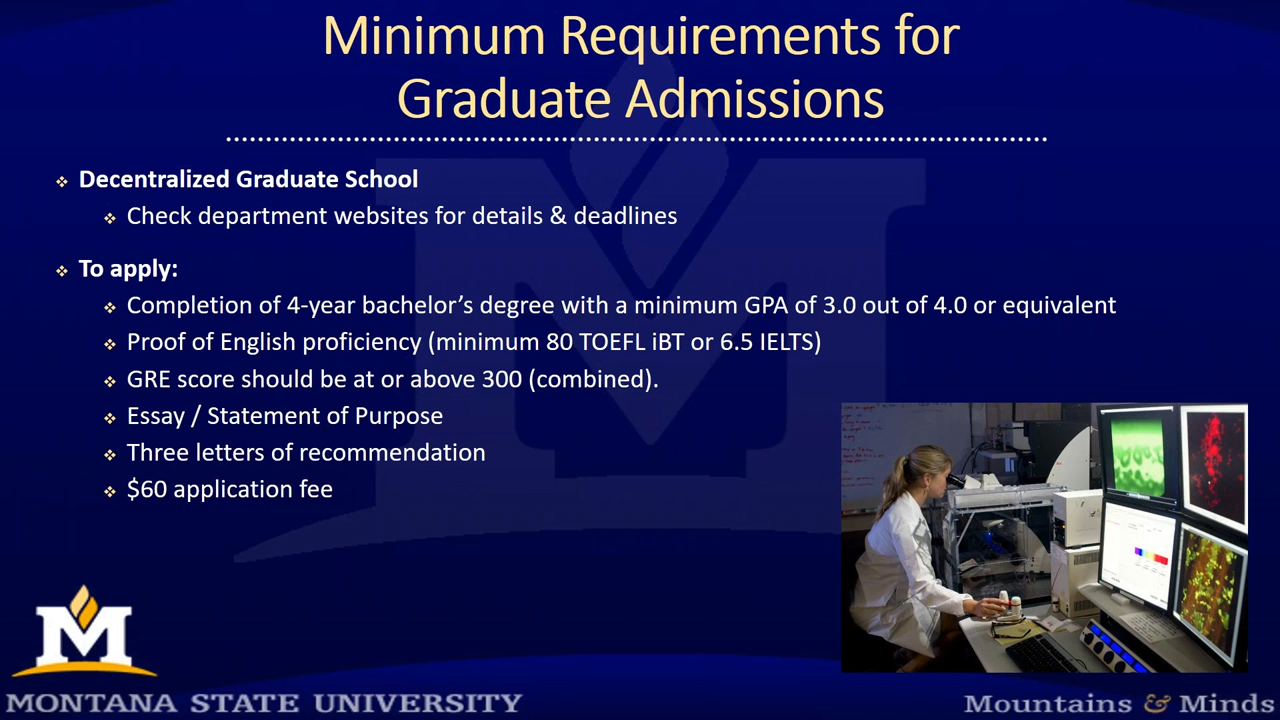 Minimum Requirements for
Graduate Admissions
Decentralized Graduate School
Check department websites for details & deadlines
To apply:
Completion of 4-year bachelor's degree with a minimum GPA of 3.0 out of 4.0 or equivalent
Proof of English proficiency (minimum 80 TOEFL iBT or 6.5 IELTS)
GRE score should be at or above 300 (combined).
Essay / Statement of Purpose
Three letters of recommendation
$60 application fee
M
MONTANA STATE UNIVERSITY
Mountains & Minds